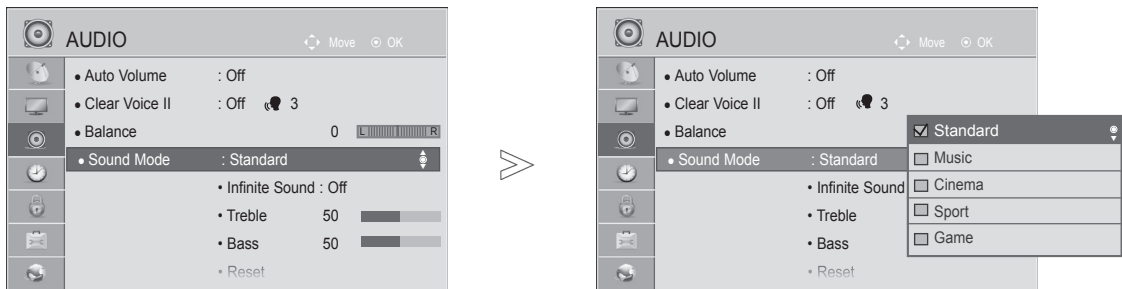 AUDIO Move OK
• Auto Volume : Off
• Clear Voice II : Off 3
• Balance 0 L R
• Sound Mode : Standard
• Infinite Sound : Off
• Treble 50
• Bass 50
• Reset
AUDIO Move OK
• Auto Volume : Off
• Clear Voice II : Off 3
• Balance
• Sound Mode : Standard
• Infinite Sound
• Treble
• Bass
• Reset
Standard
Music
Cinema
Sport
Game